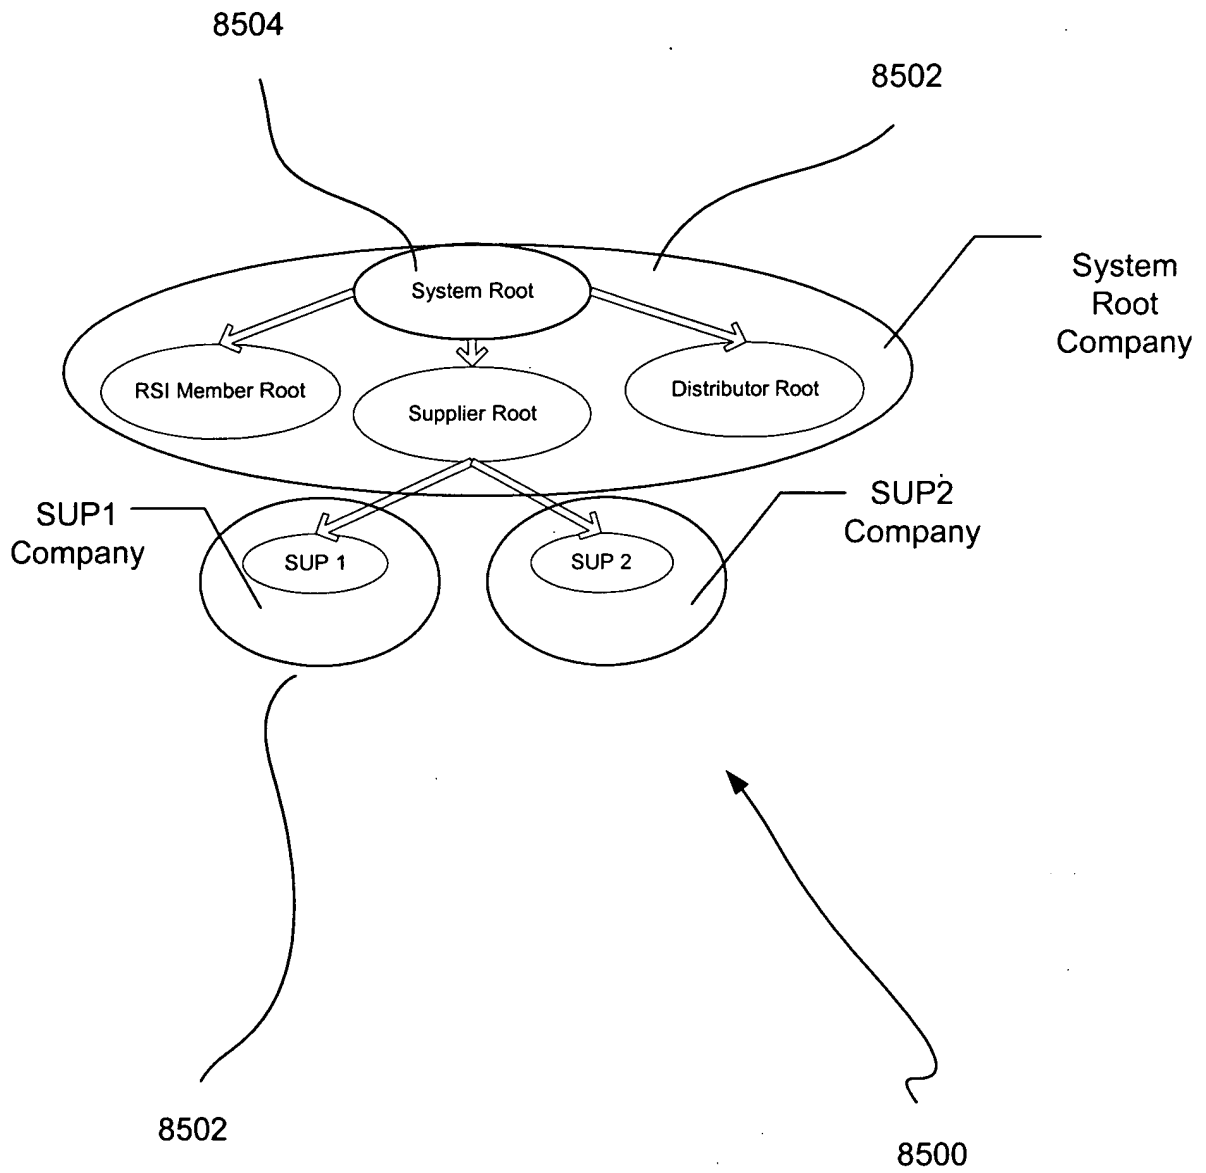 8504
8502
System
Root
Company
System Root
RSI Member Root
Supplier Root
Distributor Root
SUP1
Company
SUP2
Company
SUP 1
SUP 2
8502
8500